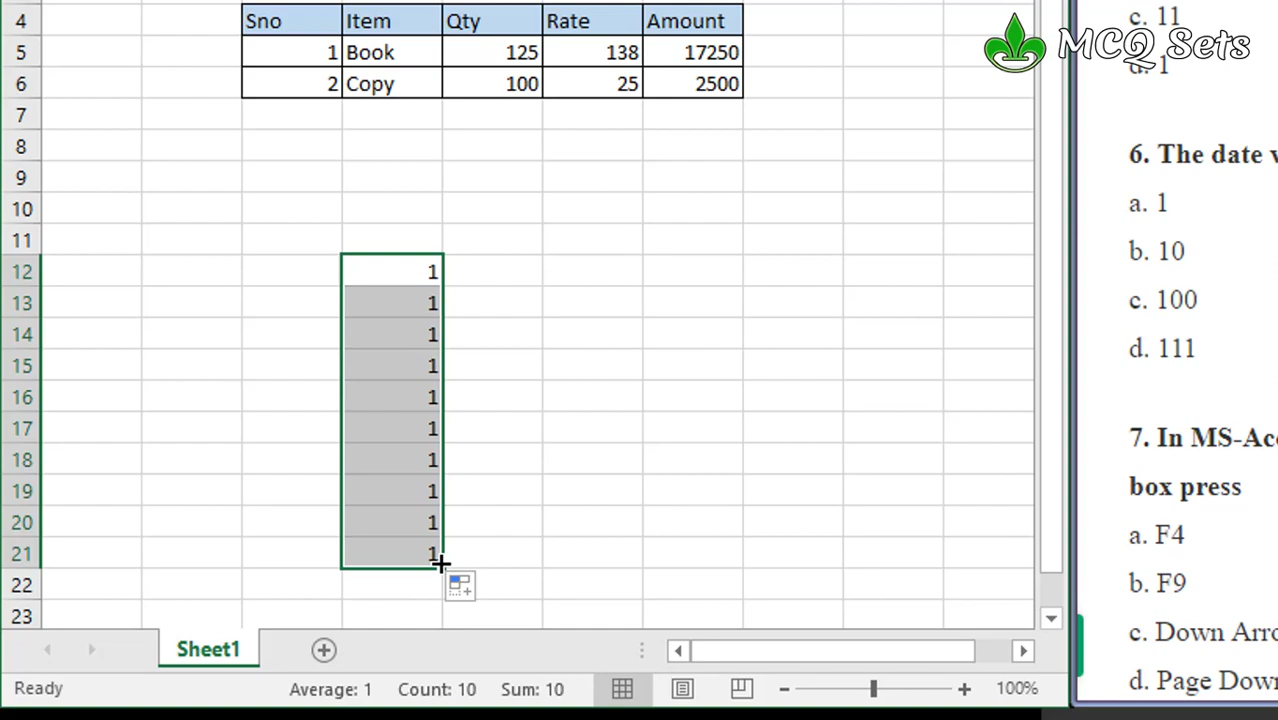 4 Sno Item Qty Rate Amount
5 1 Book 125 138 17250
6 2 Copy 100 25 2500
7
8
9
10
11
12 1
13 1
14 1
15 1
16 1
17 1
18 1
19 1
20 1
21 1
22
23
Sheet1
Ready Average: 1 Count: 10 Sum: 10 100%
MCQ Sets
c. 11
d. 1
6. The date
a. 1
b. 10
c. 100
d. 111
7. In MS-Acc
box press
a. F4
b. F9
c. Down Arro
d. Page Down